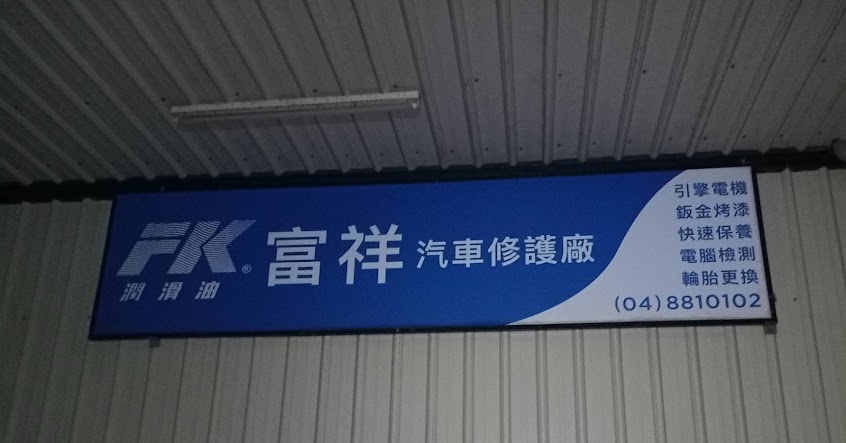 FK®
潤滑油
富祥 汽車修護廠
引擎電機
鈑金烤漆
快速保養
電腦檢測
輪胎更換
(04)8810102